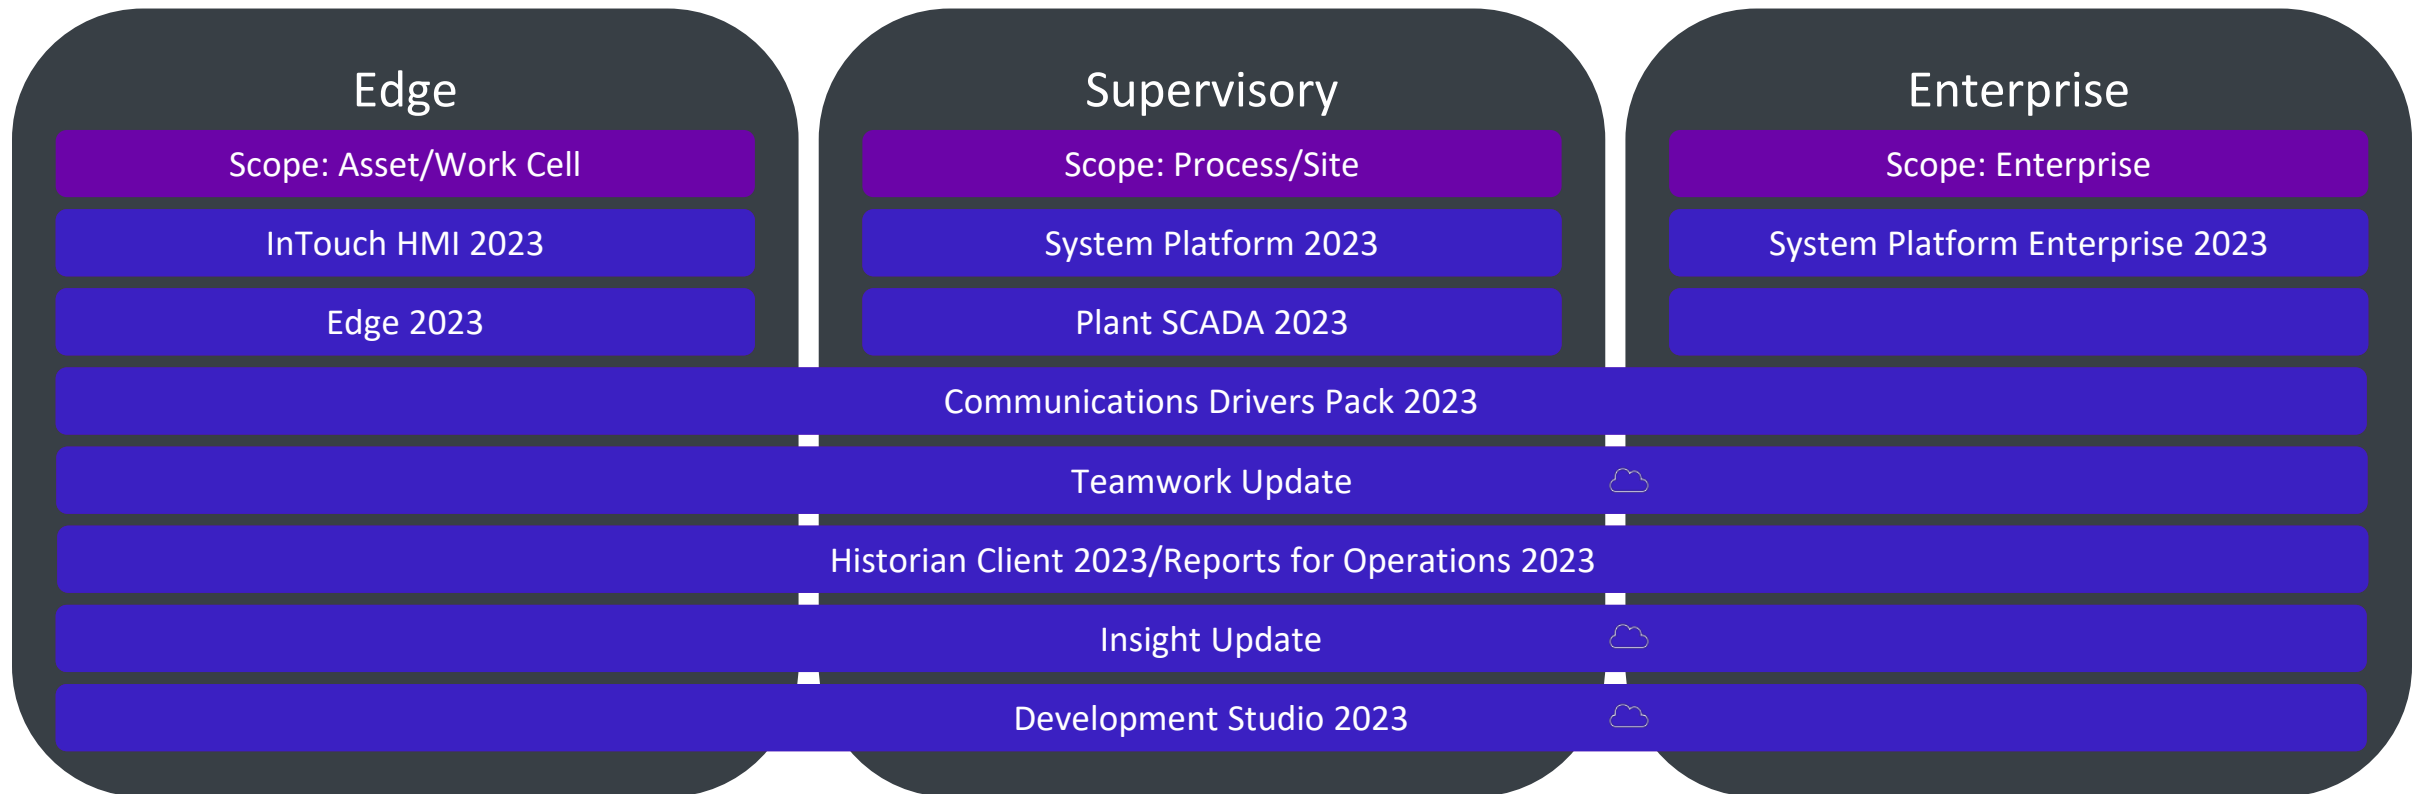 Edge
Supervisory
Enterprise
Scope: Asset/Work Cell
Scope: Process/Site
Scope: Enterprise
InTouch HMI 2023
System Platform 2023
System Platform Enterprise 2023
Edge 2023
Plant SCADA 2023
Communications Drivers Pack 2023
Teamwork Update
Historian Client 2023/Reports for Operations 2023
Insight Update
Development Studio 2023